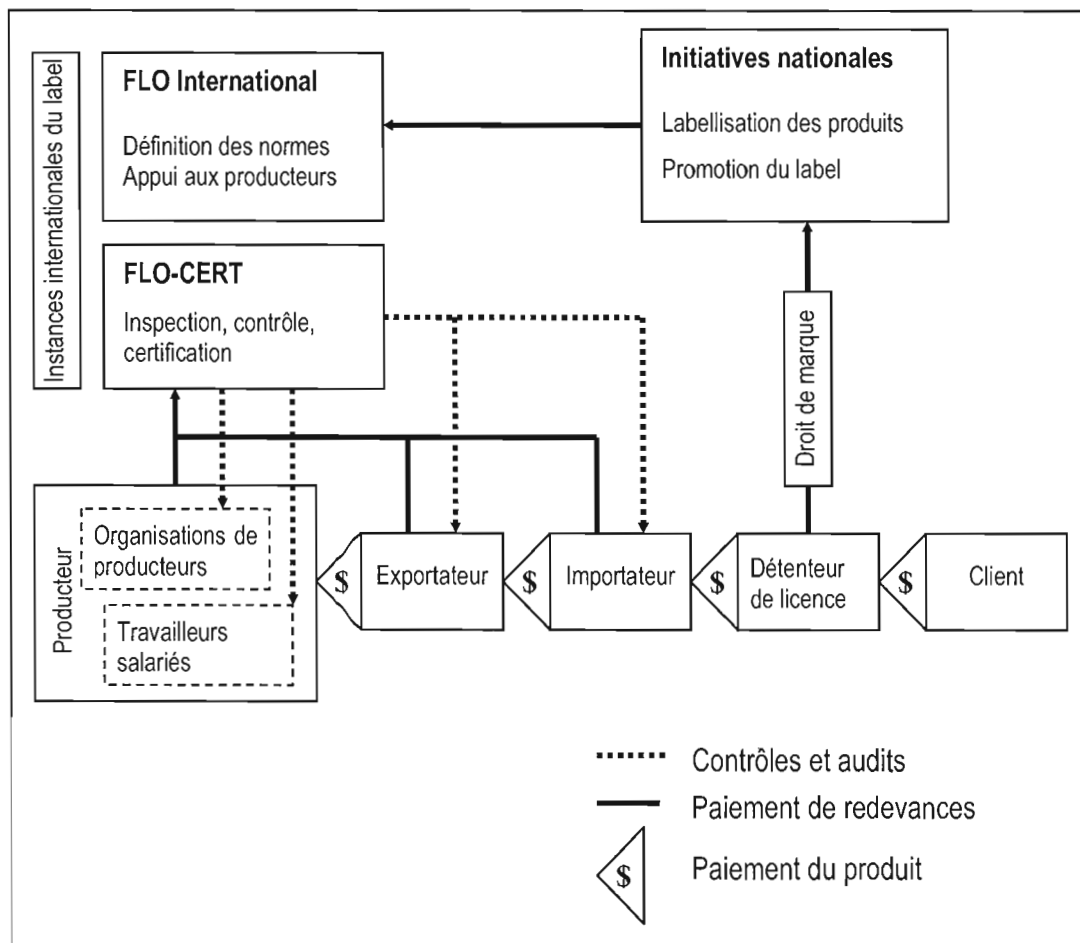 Instances internationales du label
FLO International
Définition des normes
Appui aux producteurs
Initiatives nationales
Labellisation des produits
Promotion du label
FLO-CERT
Inspection, contrôle,
certification
Droit de marque
Producteur
Organisations de
producteurs
Travailleurs
salariés
$
Exportateur
$
Importateur
$
Détenteur
de licence
$
Client
Contrôles et audits
Paiement de redevances
$
Paiement du produit